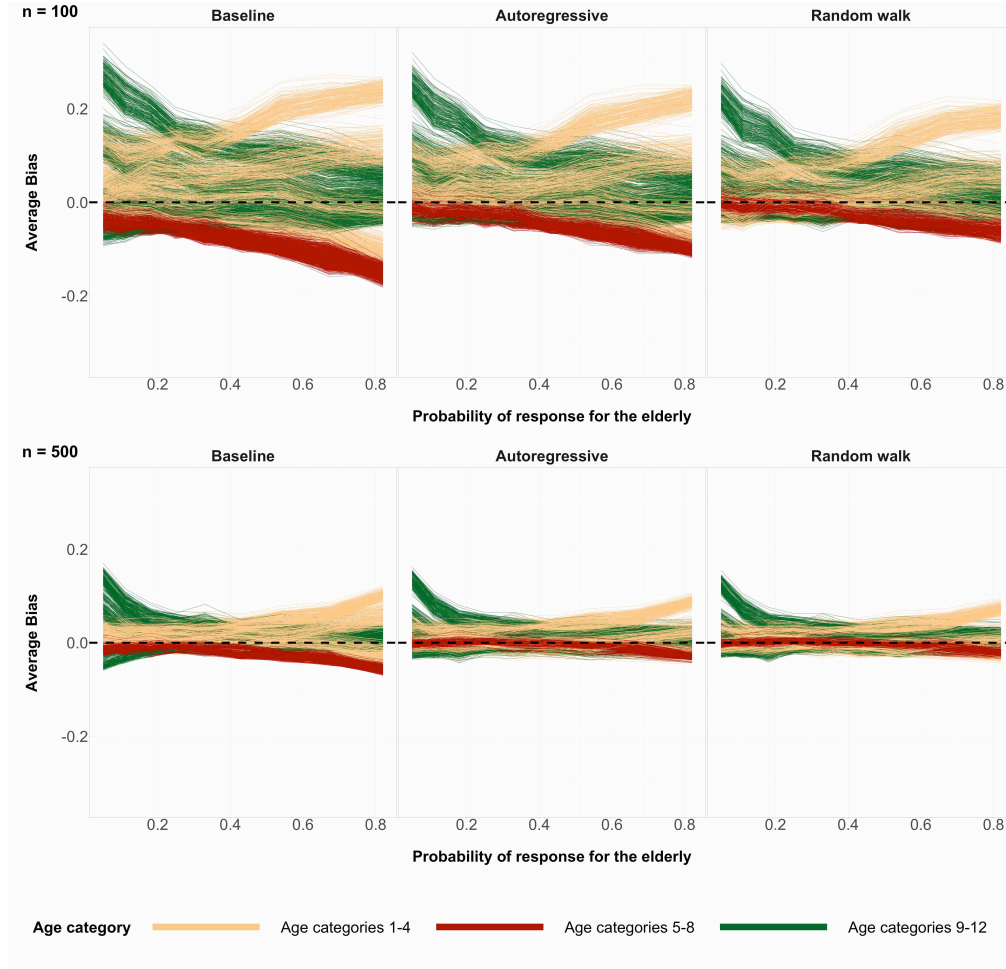 n = 100
Baseline Autoregressive Random walk
0.2
0.0
-0.2
Average Bias
0.2 0.4 0.6 0.8 0.2 0.4 0.6 0.8 0.2 0.4 0.6 0.8
Probability of response for the elderly
n = 500
Baseline Autoregressive Random walk
0.2
0.0
-0.2
Average Bias
0.2 0.4 0.6 0.8 0.2 0.4 0.6 0.8 0.2 0.4 0.6 0.8
Probability of response for the elderly
Age category Age categories 1-4 Age categories 5-8 Age categories 9-12